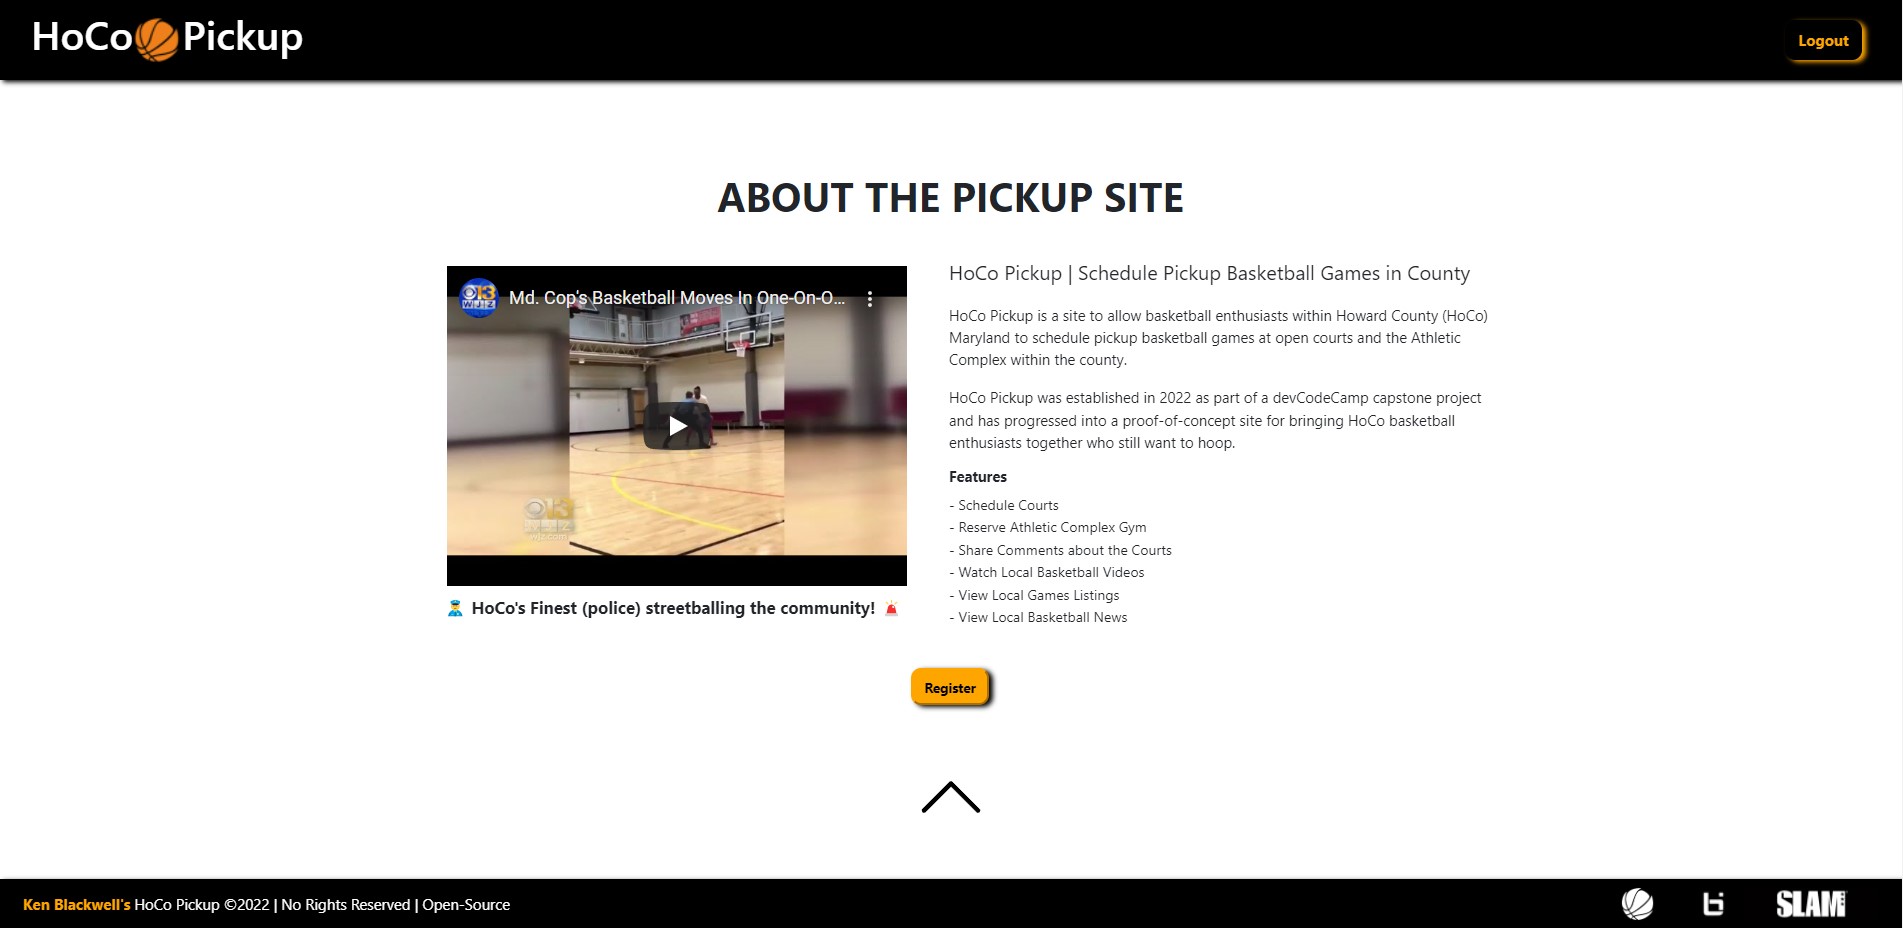 HoCo Pickup
Logout
ABOUT THE PICKUP SITE
Md. Cop's Basketball Moves In One-On-O...
HoCo Pickup | Schedule Pickup Basketball Games in County
HoCo Pickup is a site to allow basketball enthusiasts within Howard County (HoCo)
Maryland to schedule pickup basketball games at open courts and the Athletic
Complex within the county.
HoCo Pickup was established in 2022 as part of a devCodeCamp capstone project
and has progressed into a proof-of-concept site for bringing HoCo basketball
enthusiasts together who still want to hoop.
Features
- Schedule Courts
- Reserve Athletic Complex Gym
- Share Comments about the Courts
- Watch Local Basketball Videos
- View Local Games Listings
- View Local Basketball News
13
WJZ
13
WJZ
wjz.com
HoCo's Finest (police) streetballing the community!
Register
Ken Blackwell's HoCo Pickup ©2022 | No Rights Reserved | Open-Source
SLAM